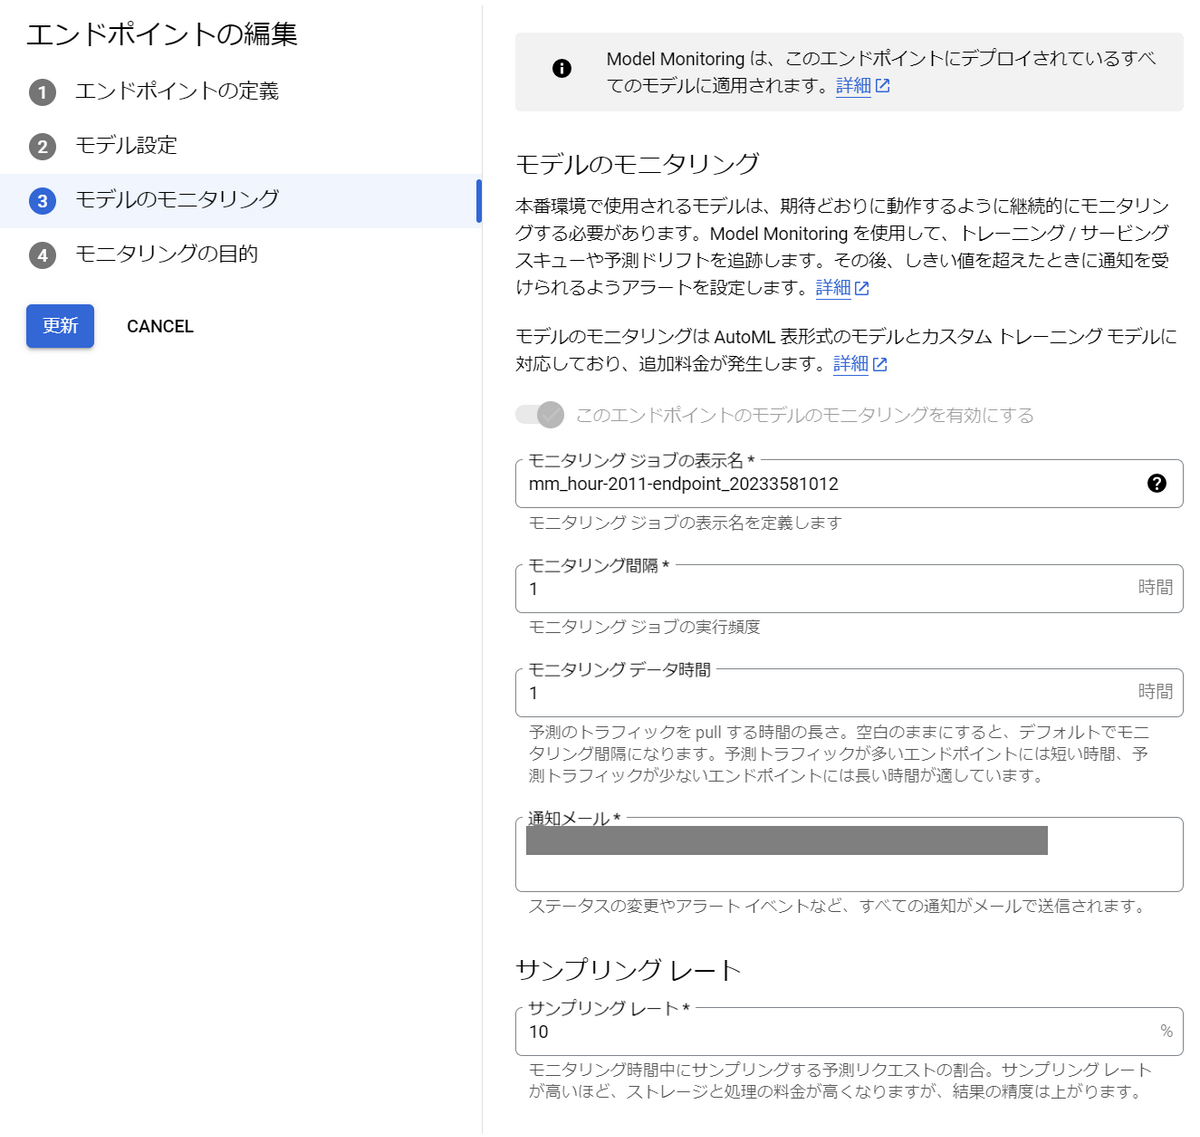 エンドポイントの編集
1 エンドポイントの定義
2 モデル設定
3 モデルのモニタリング
4 モニタリングの目的
更新 CANCEL
Model Monitoring は、このエンドポイントにデプロイされているすべ
てのモデルに適用されます。詳細
モデルのモニタリング
本番環境で使用されるモデルは、期待どおりに動作するように継続的にモニタリン
グする必要があります。Model Monitoring を使用して、トレーニング / サービング
スキューや予測ドリフトを追跡します。その後、しきい値を超えたときに通知を受
けられるようアラートを設定します。詳細
モデルのモニタリングは AutoML 表形式のモデルとカスタム トレーニング モデルに
対応しており、追加料金が発生します。詳細
このエンドポイントのモデルのモニタリングを有効にする
モニタリング ジョブの表示名 *
mm_hour-2011-endpoint_20233581012
モニタリング ジョブの表示名を定義します
モニタリング間隔 *
1 時間
モニタリング ジョブの実行頻度
モニタリング データ時間
1 時間
予測のトラフィックを pull する時間の長さ。空白のままにすると、デフォルトでモニ
タリング間隔になります。予測トラフィックが多いエンドポイントには短い時間、予
測トラフィックが少ないエンドポイントには長い時間が適しています。
通知メール *
ステータスの変更やアラート イベントなど、すべての通知がメールで送信されます。
サンプリング レート
サンプリング レート *
10 %
モニタリング時間中にサンプリングする予測リクエストの割合。サンプリング レート
が高いほど、ストレージと処理の料金が高くなりますが、結果の精度は上がります。